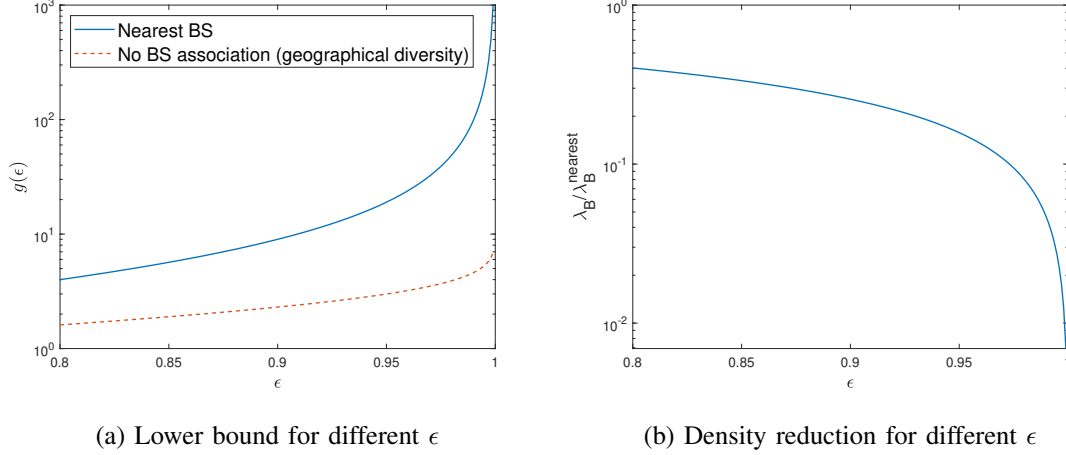 10^3
Nearest BS
No BS association (geographical diversity)
10^2
g(ϵ)
10^1
10^0
0.8 0.85 0.9 0.95 1
ϵ
(a) Lower bound for different ϵ
10^0
λ_B/λ_B^nearest
10^-1
10^-2
0.8 0.85 0.9 0.95 1
ϵ
(b) Density reduction for different ϵ